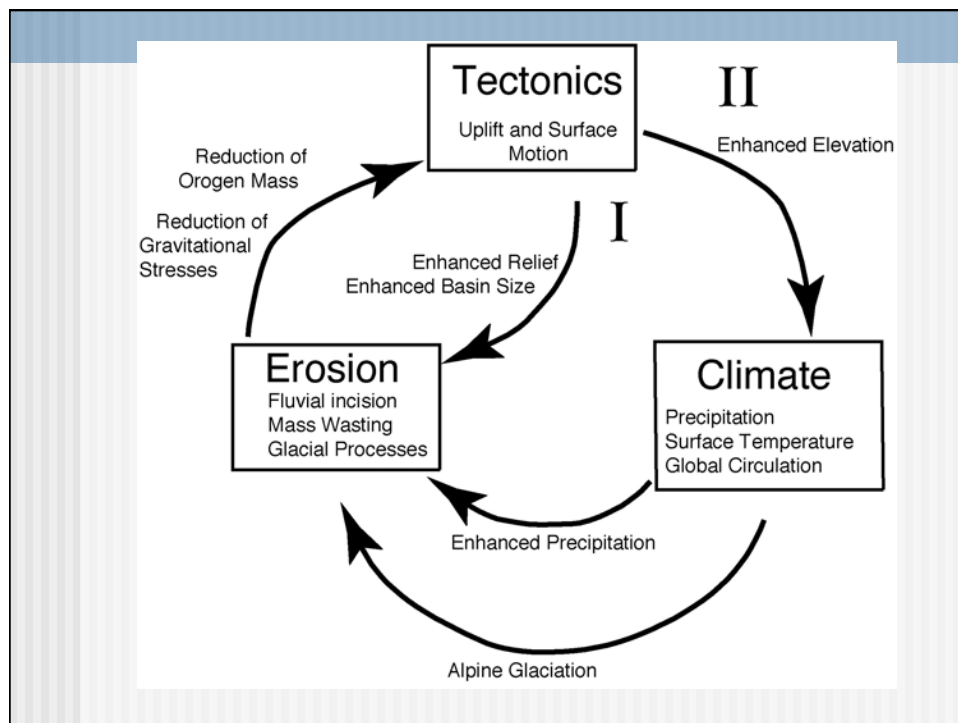 Tectonics
Uplift and Surface
Motion
II
Enhanced Elevation
Reduction of
Orogen Mass
Reduction of
Gravitational
Stresses
I
Enhanced Relief
Enhanced Basin Size
Erosion
Fluvial incision
Mass Wasting
Glacial Processes
Climate
Precipitation
Surface Temperature
Global Circulation
Enhanced Precipitation
Alpine Glaciation